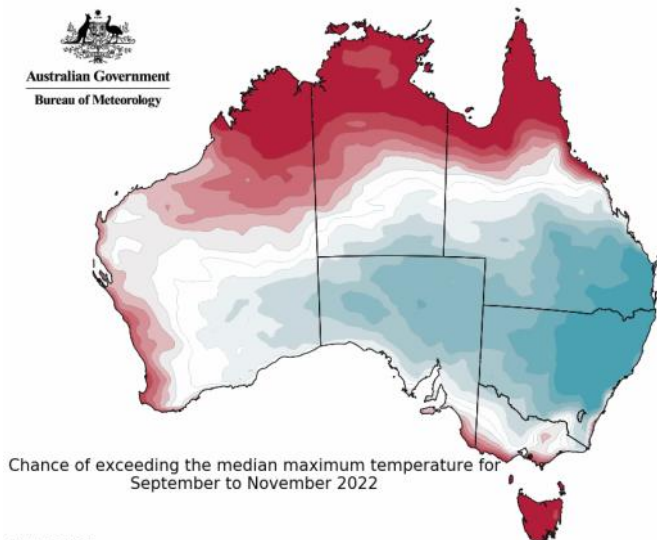 Australian Government
Bureau of Meteorology
Chance of exceeding the median maximum temperature for
September to November 2022